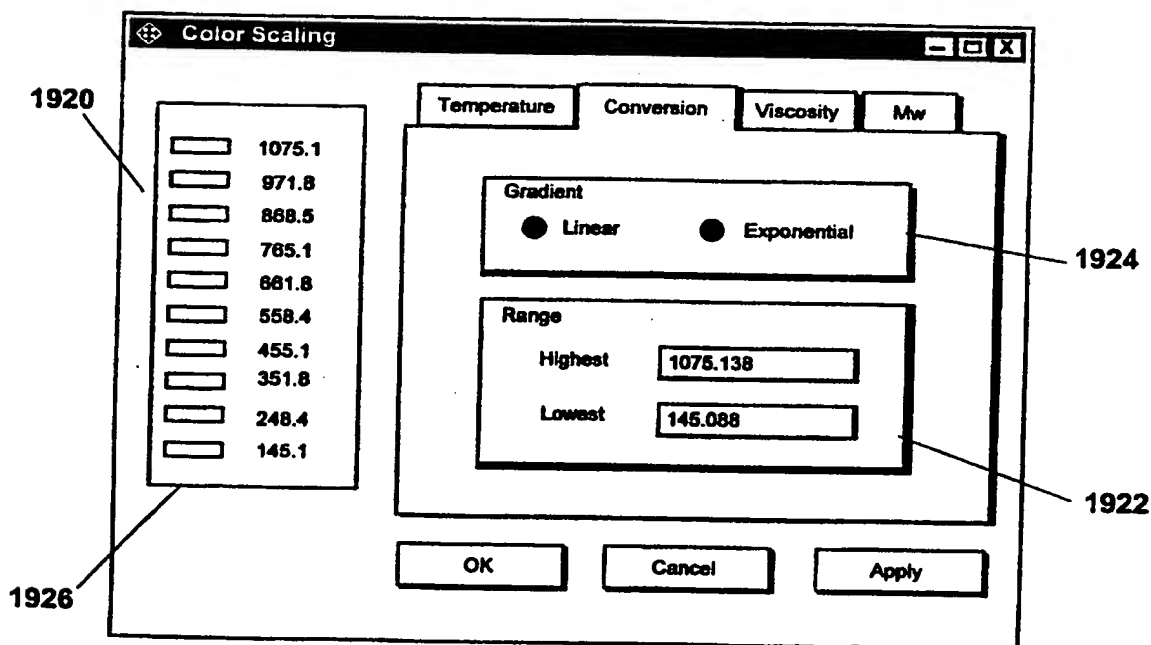 Color Scaling
1920
1075.1
971.8
868.5
765.1
661.8
558.4
455.1
351.8
248.4
145.1
1926
Temperature
Conversion
Viscosity
Mw
Gradient
Linear
Exponential
1924
Range
Highest
1075.138
Lowest
145.088
1922
OK
Cancel
Apply